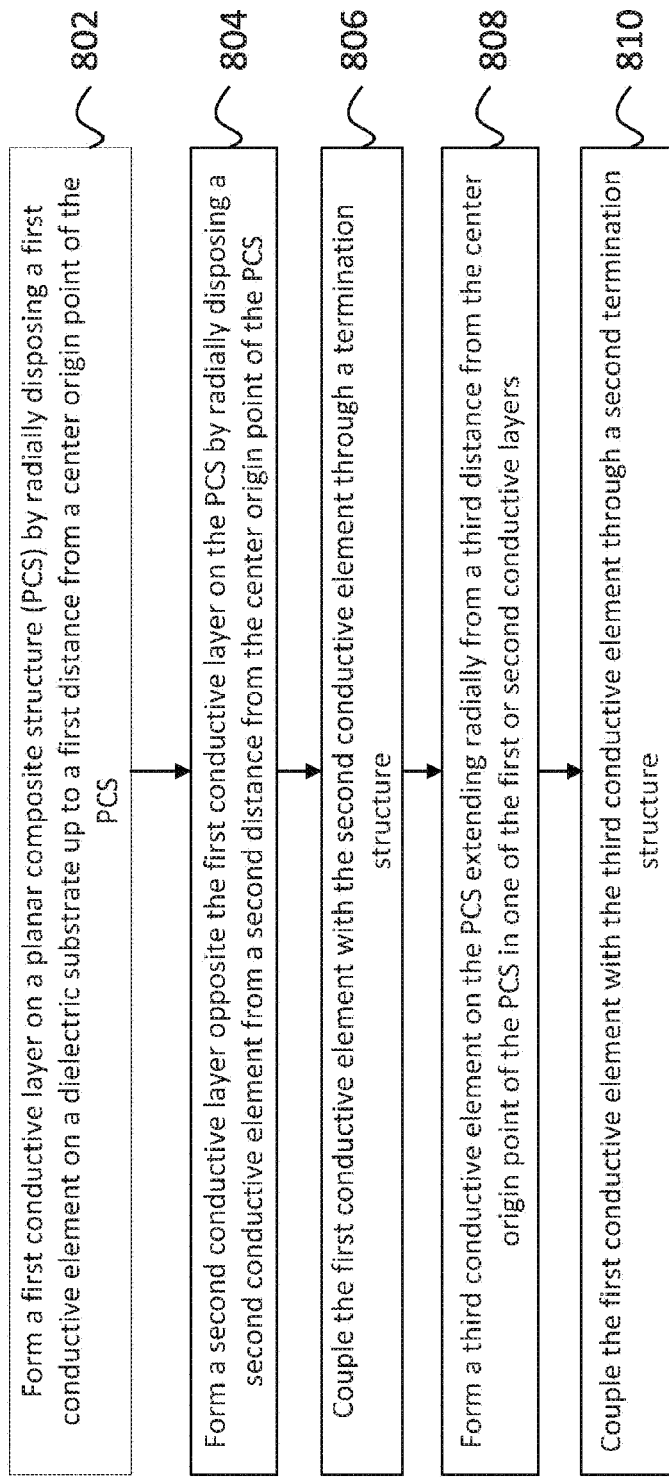 Form a first conductive layer on a planar composite structure (PCS) by radially disposing a first
conductive element on a dielectric substrate up to a first distance from a center origin point of the
PCS
802
Form a second conductive layer opposite the first conductive layer on the PCS by radially disposing a
second conductive element from a second distance from the center origin point of the PCS
804
Couple the first conductive element with the second conductive element through a termination
structure
806
Form a third conductive element on the PCS extending radially from a third distance from the center
origin point of the PCS in one of the first or second conductive layers
808
Couple the first conductive element with the third conductive element through a second termination
structure
810